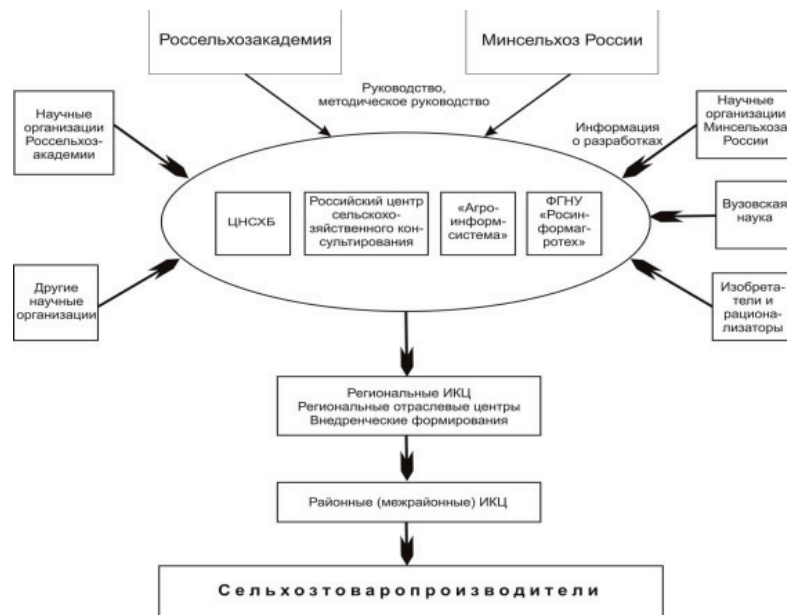 Россельхозакадемия
Минсельхоз России
Руководство,
методическое руководство
Научные
организации
Россельхоз-
академии
Информация
о разработках
Научные
организации
Минсельхоза
России
ЦНСХБ
Российский центр
сельскохо-
зяйственного кон-
сультирования
«Агро-
информ-
система»
ФГНУ
«Росин-
формаг-
ротех»
Вузовская
наука
Другие
научные
организации
Изобрета-
тели и
рациона-
лизаторы
Региональные ИКЦ
Региональные отраслевые центры
Внедренческие формирования
Районные (межрайонные) ИКЦ
Сельхозтоваропроизводители